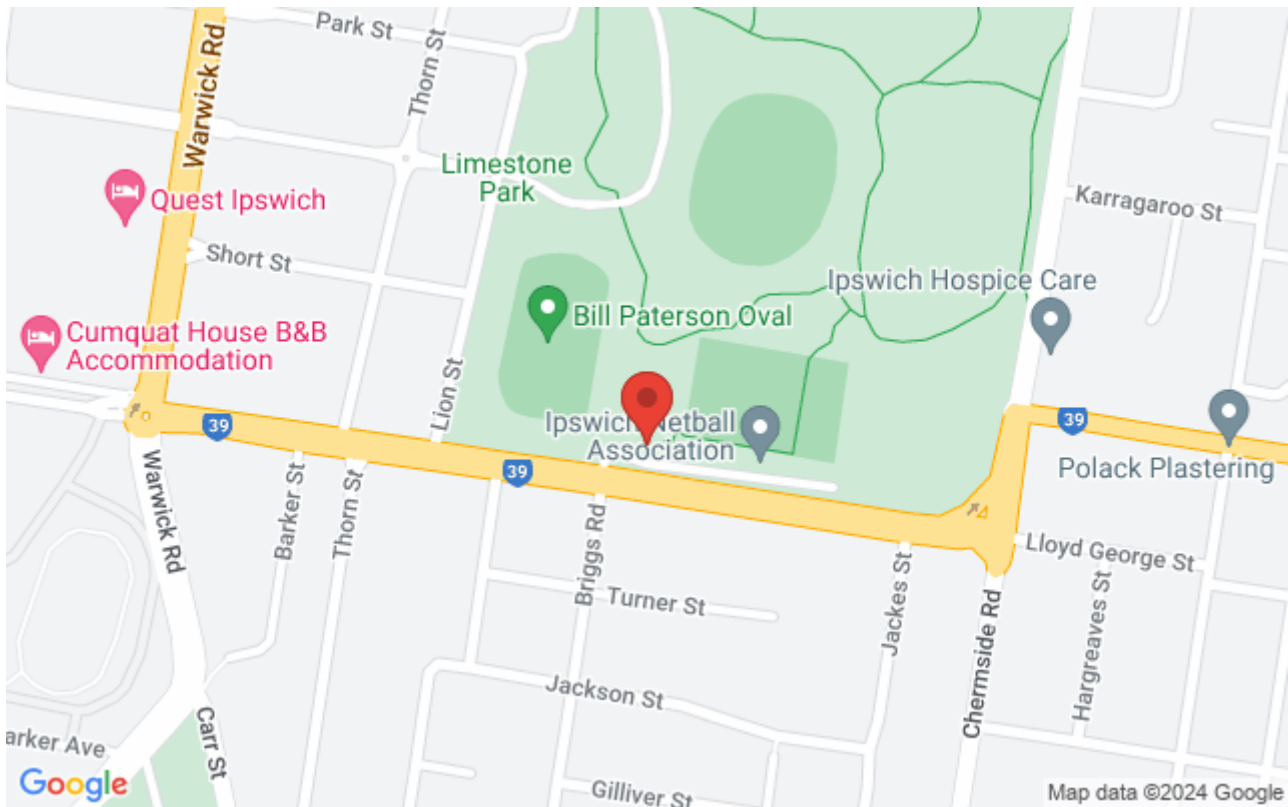 Park St
Thorn St
Warwick Rd
Limestone
Park
Quest Ipswich
Karragaroo St
Short St
Ipswich Hospice Care
Bill Paterson Oval
Cumquat House B&B
Accommodation
Lion St
39
39
Ipswich Netball
Association
39
Polack Plastering
Warwick Rd
Barker St
Thorn St
Briggs Rd
Lloyd George St
Turner St
Jackes St
Hargreaves St
Chermside Rd
Jackson St
Carr St
arker Ave
Gilliver St
Google
Map data ©2024 Google